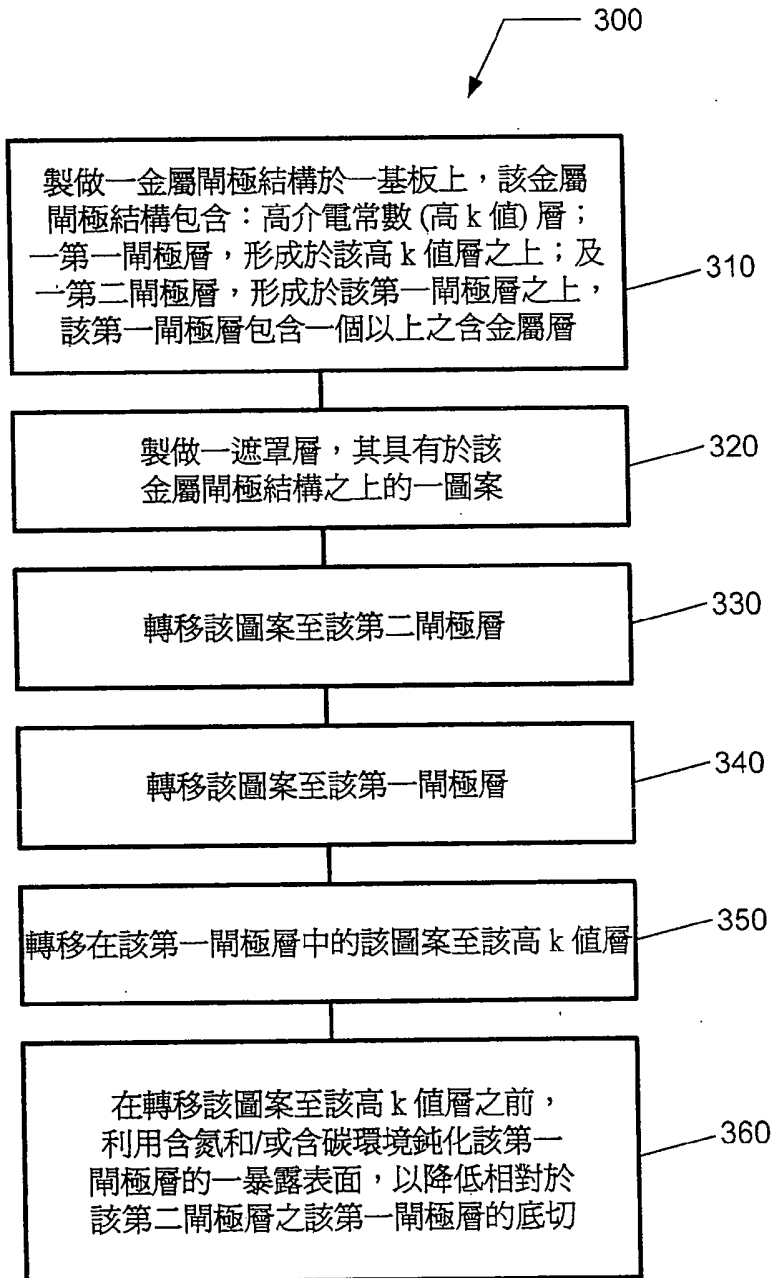 300
製做一金屬閘極結構於一基板上，該金屬
閘極結構包含：高介電常數(高 k 值) 層；
一第一閘極層，形成於該高 k 值層之上；及
一第二閘極層，形成於該第一閘極層之上，
該第一閘極層包含一個以上之含金屬層
310
製做一遮罩層，其具有於該
金屬閘極結構之上的一圖案
320
轉移該圖案至該第二閘極層
330
轉移該圖案至該第一閘極層
340
轉移在該第一閘極層中的該圖案至該高 k 值層
350
在轉移該圖案至該高 k 值層之前，
利用含氮和/或含碳環境鈍化該第一
閘極層的一暴露表面，以降低相對於
該第二閘極層之該第一閘極層的底切
360